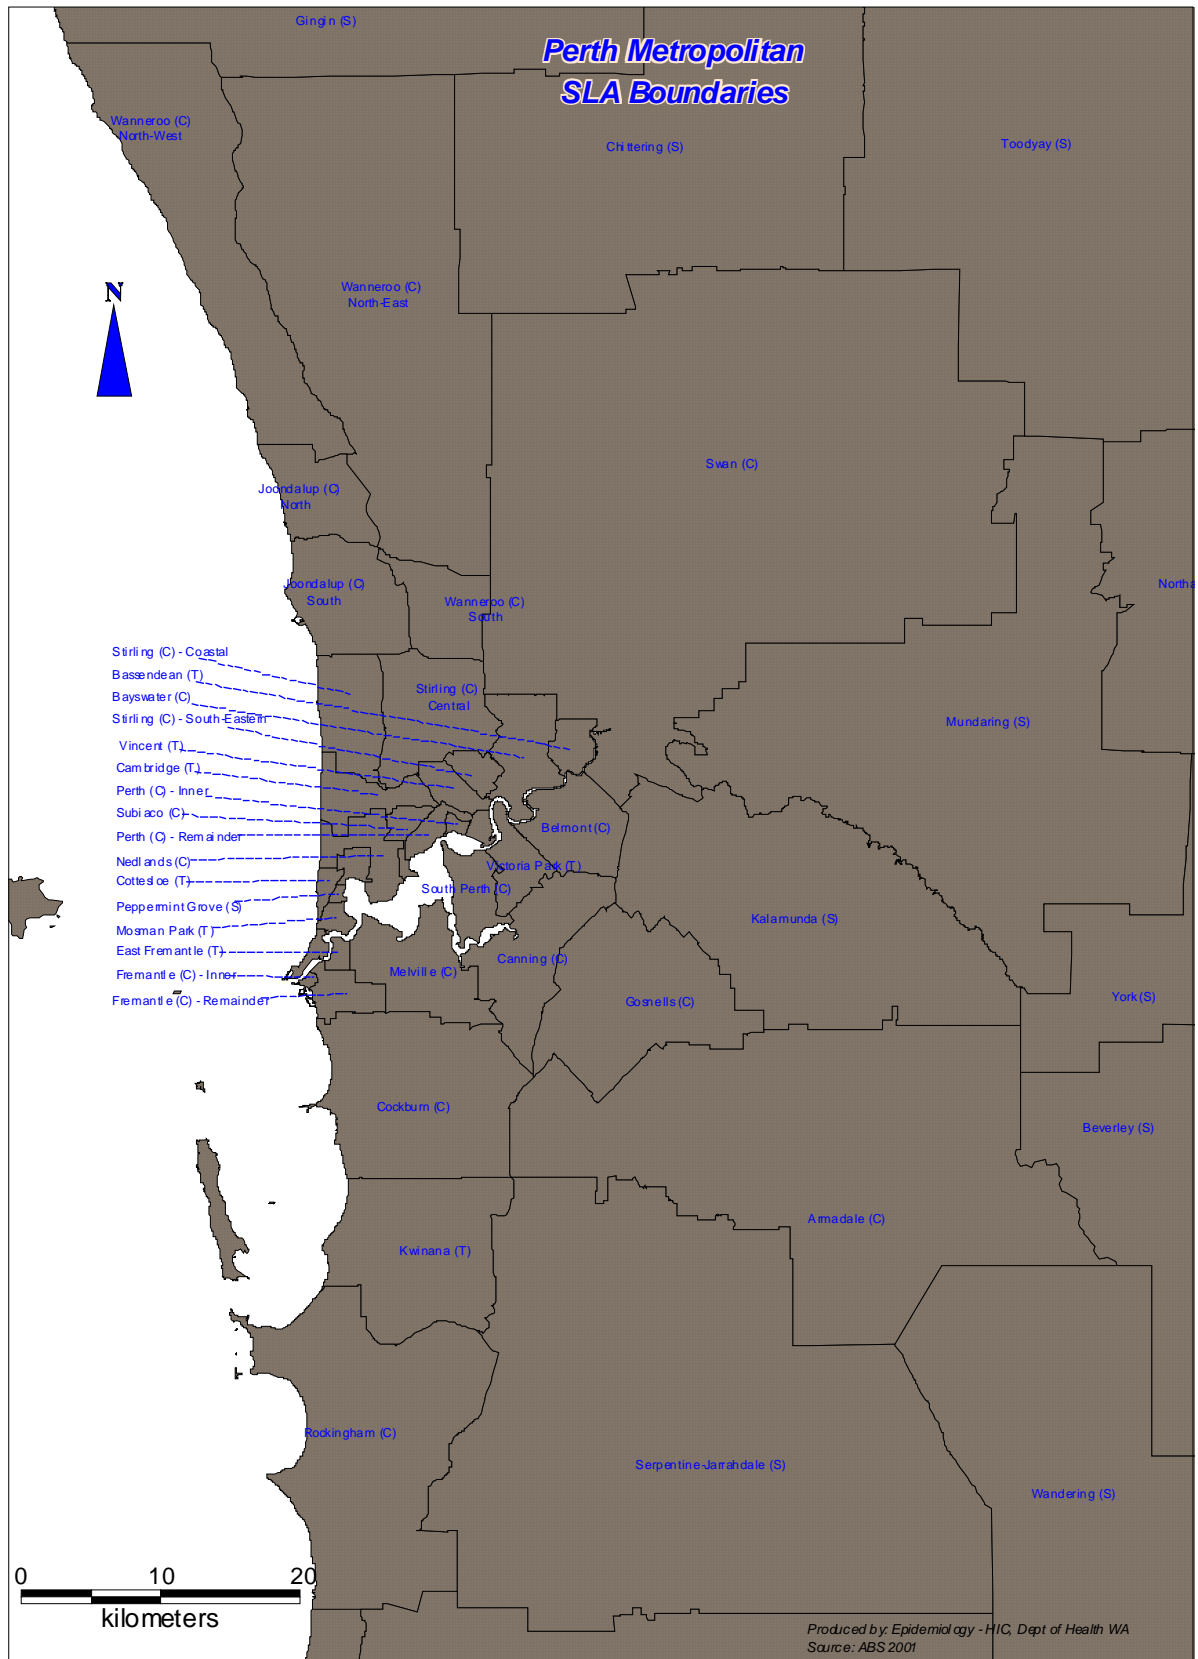 Gingin (S)
Perth Metropolitan
SLA Boundaries
Wanneroo (C)
North-West
Chittering (S)
Toodyay (S)
N
Wanneroo (C)
North-East
Swan (C)
Joondalup (C)
North
Joondalup (C)
South
Northa
Wanneroo (C)
South
Stirling (C) - Coastal
Bassendean (T)
Bayswater (C)
Stirling (C) - South-Eastern
Vincent (T)
Cambridge (T)
Perth (C) - Inner
Subiaco (C)
Perth (C) - Remainder
Nedlands (C)
Cottesloe (T)
Peppermint Grove (S)
Mosman Park (T)
East Fremantle (T)
Fremantle (C) - Inner
Fremantle (C) - Remainder
Stirling (C)
Central
Mundaring (S)
Belmont (C)
Victoria Park (T)
South Perth (C)
Kalamunda (S)
Canning (C)
Melville (C)
Gosnells (C)
York (S)
Cockburn (C)
Beverley (S)
Armadale (C)
Kwinana (T)
Rockingham (C)
Serpentine-Jarrahdale (S)
Wandering (S)
0 10 20
kilometers
Produced by: Epidemiology - HIC, Dept of Health WA
Source: ABS 2001